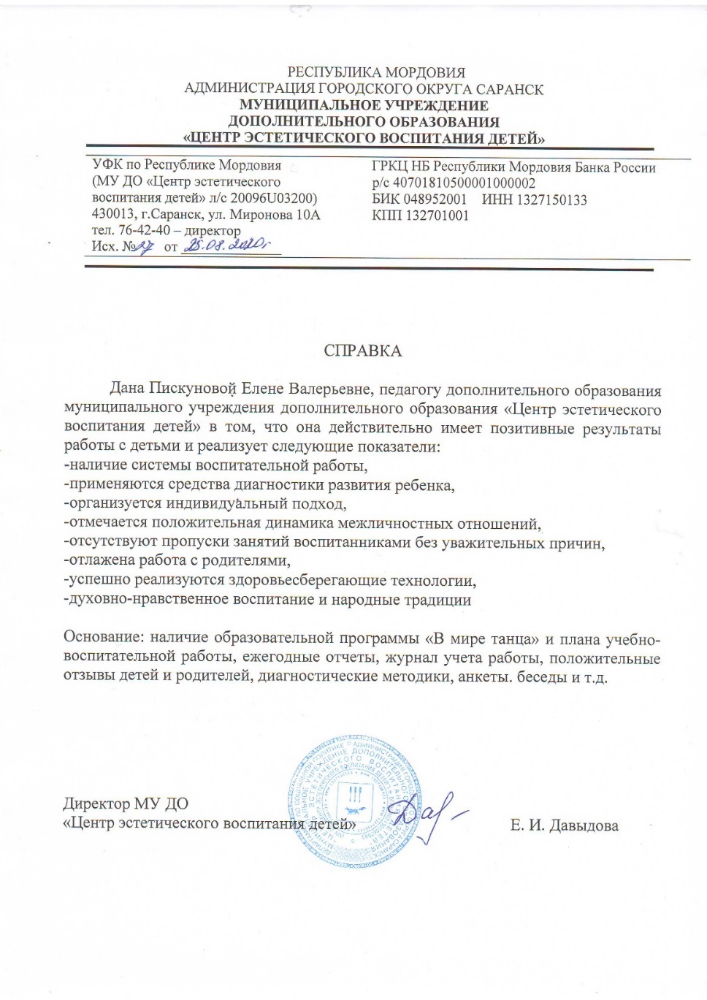 РЕСПУБЛИКА МОРДОВИЯ
АДМИНИСТРАЦИЯ ГОРОДСКОГО ОКРУГА САРАНСК
МУНИЦИПАЛЬНОЕ УЧРЕЖДЕНИЕ
ДОПОЛНИТЕЛЬНОГО ОБРАЗОВАНИЯ
«ЦЕНТР ЭСТЕТИЧЕСКОГО ВОСПИТАНИЯ ДЕТЕЙ»
УФК по Республике Мордовия
(МУ ДО «Центр эстетического
воспитания детей» л/с 20096U03200)
430013, г.Саранск, ул. Миронова 10А
тел. 76-42-40 – директор
Исх. №27 от 25.08.2020г
ГРКЦ НБ Республики Мордовия Банка России
р/с 40701810500001000002
БИК 048952001 ИНН 1327150133
КПП 132701001
СПРАВКА
Дана Пискуновой Елене Валерьевне, педагогу дополнительного образования
муниципального учреждения дополнительного образования «Центр эстетического
воспитания детей» в том, что она действительно имеет позитивные результаты
работы с детьми и реализует следующие показатели:
-наличие системы воспитательной работы,
-применяются средства диагностики развития ребенка,
-организуется индивидуальный подход,
-отмечается положительная динамика межличностных отношений,
-отсутствуют пропуски занятий воспитанниками без уважительных причин,
-отлажена работа с родителями,
-успешно реализуются здоровьесберегающие технологии,
-духовно-нравственное воспитание и народные традиции
Основание: наличие образовательной программы «В мире танца» и плана учебно-
воспитательной работы, ежегодные отчеты, журнал учета работы, положительные
отзывы детей и родителей, диагностические методики, анкеты. беседы и т.д.
Директор МУ ДО
«Центр эстетического воспитания детей»
Е. И. Давыдова